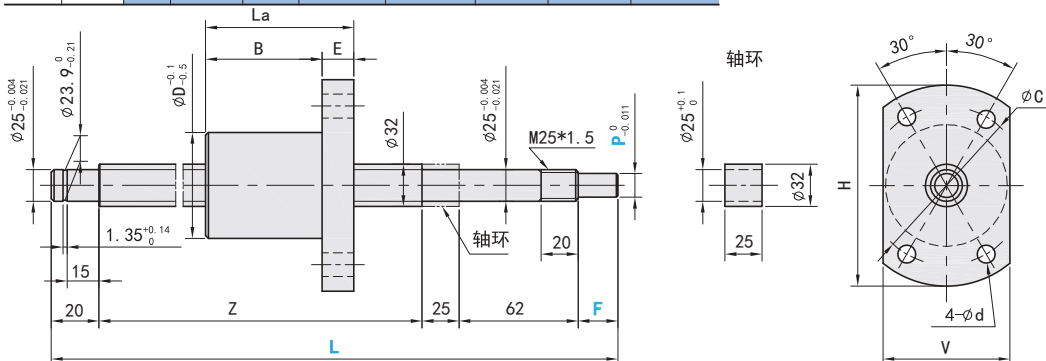 La
B E
30° 30°
轴环
φ25-0.004 -0.021
φ23.9 0 -0.21
φD-0.1 -0.5
φ32
φ25-0.004 -0.021
M25*1.5
P 0 -0.011
φ25+0.1 0
φ32
φC
H
1.35+0.14 0
轴环
20
25
15
4-φd
20 Z 25 62 F
V
L